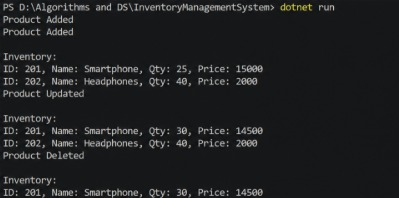 PS D:\Algorithms and DS\InventoryManagementSystem> dotnet run
Product Added
Product Added
Inventory:
ID: 201, Name: Smartphone, Qty: 25, Price: 15000
ID: 202, Name: Headphones, Qty: 40, Price: 2000
Product Updated
Inventory:
ID: 201, Name: Smartphone, Qty: 30, Price: 14500
ID: 202, Name: Headphones, Qty: 40, Price: 2000
Product Deleted
Inventory:
ID: 201, Name: Smartphone, Qty: 30, Price: 14500